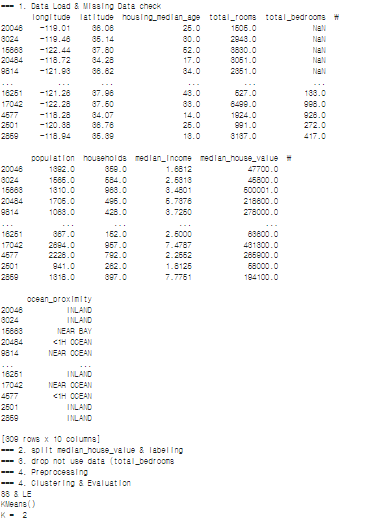 === 1. Data Load & Missing Data check
longitude latitude housing_median_age total_rooms total_bedrooms #
20046 -119.01 36.06 25.0 1505.0 NaN
3024 -119.46 35.14 30.0 2943.0 NaN
15663 -122.44 37.80 52.0 3830.0 NaN
20484 -118.72 34.28 17.0 3051.0 NaN
9814 -121.93 36.62 34.0 2351.0 NaN
... ... ... ... ... ...
16251 -121.26 37.96 43.0 527.0 133.0
17042 -122.28 37.50 33.0 6499.0 998.0
4577 -118.28 34.07 14.0 1924.0 926.0
2501 -120.38 36.76 25.0 991.0 272.0
2859 -118.94 35.39 13.0 3137.0 417.0
population households median_income median_house_value #
20046 1392.0 359.0 1.6812 47700.0
3024 1565.0 584.0 2.5313 45800.0
15663 1310.0 963.0 3.4801 500001.0
20484 1705.0 495.0 5.7376 218600.0
9814 1063.0 428.0 3.7250 278000.0
... ... ... ... ...
16251 367.0 152.0 2.5000 63600.0
17042 2694.0 957.0 7.4787 431300.0
4577 2228.0 792.0 2.2552 265900.0
2501 941.0 262.0 1.8125 58000.0
2859 1318.0 397.0 7.7751 194100.0
ocean_proximity
20046 INLAND
3024 INLAND
15663 NEAR BAY
20484 <1H OCEAN
9814 NEAR OCEAN
... ...
16251 INLAND
17042 NEAR OCEAN
4577 <1H OCEAN
2501 INLAND
2859 INLAND
[309 rows x 10 columns]
=== 2. split median_house_value & labeling
=== 3. drop not use data (total_bedrooms
=== 4. Preprocessing
=== 4. Clustering & Evaluation
SS & LE
KMeans()
K = 2